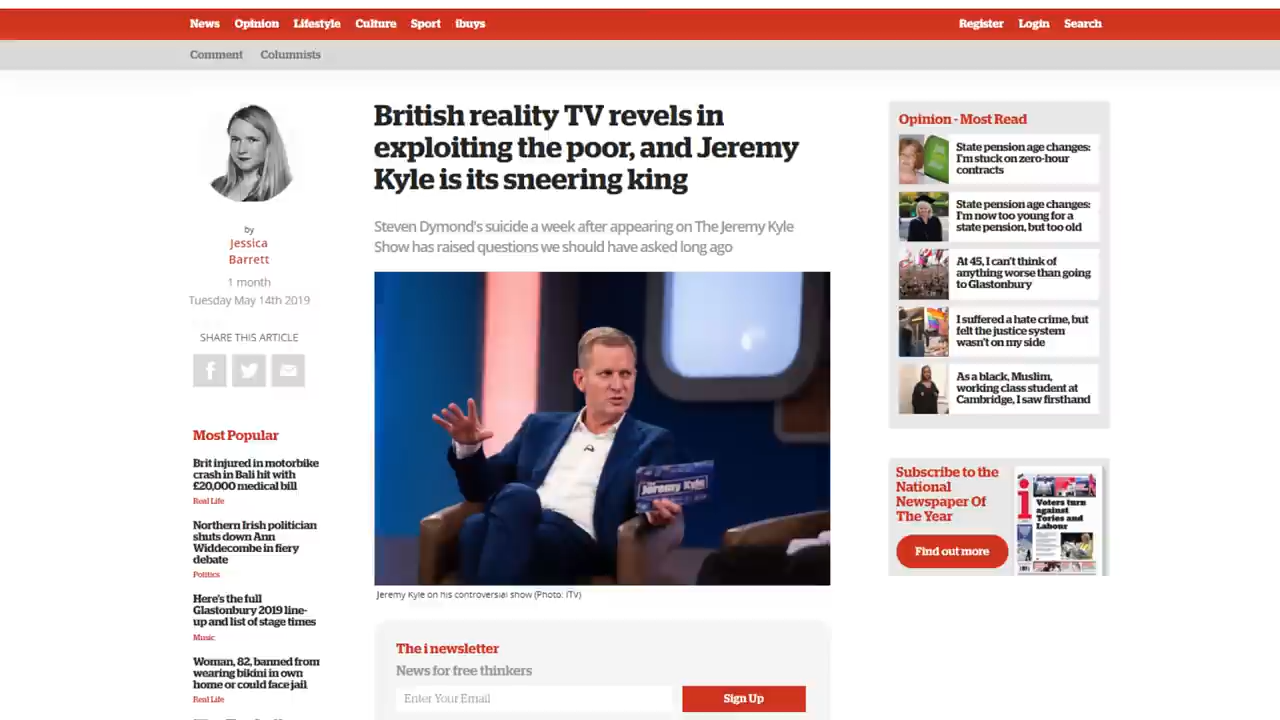 News Opinion Lifestyle Culture Sport ibuys
Register Login Search
Comment Columnists
by
Jessica
Barrett
1 month
Tuesday May 14th 2019
SHARE THIS ARTICLE
Most Popular
Brit injured in motorbike
crash in Bali hit with
£20,000 medical bill
Real Life
Northern Irish politician
shuts down Ann
Widdecombe in fiery
debate
Politics
Here's the full
Glastonbury 2019 line-
up and list of stage times
Music
Woman, 82, banned from
wearing bikini in own
home or could face jail
Real Life
British reality TV revels in
exploiting the poor, and Jeremy
Kyle is its sneering king
Steven Dymond's suicide a week after appearing on The Jeremy Kyle
Show has raised questions we should have asked long ago
Jeremy Kyle
Jeremy Kyle on his controversial show (Photo: ITV)
The i newsletter
News for free thinkers
Enter Your Email
Sign Up
Opinion - Most Read
State pension age changes:
I'm stuck on zero-hour
contracts
State pension age changes:
I'm now too young for a
state pension, but too old
At 45, I can't think of
anything worse than going
to Glastonbury
I suffered a hate crime, but
felt the justice system
wasn't on my side
As a black, Muslim,
working class student at
Cambridge, I saw firsthand
Subscribe to the
National
Newspaper Of
The Year
Find out more
i
Voters turn
against
Tories and
Labour